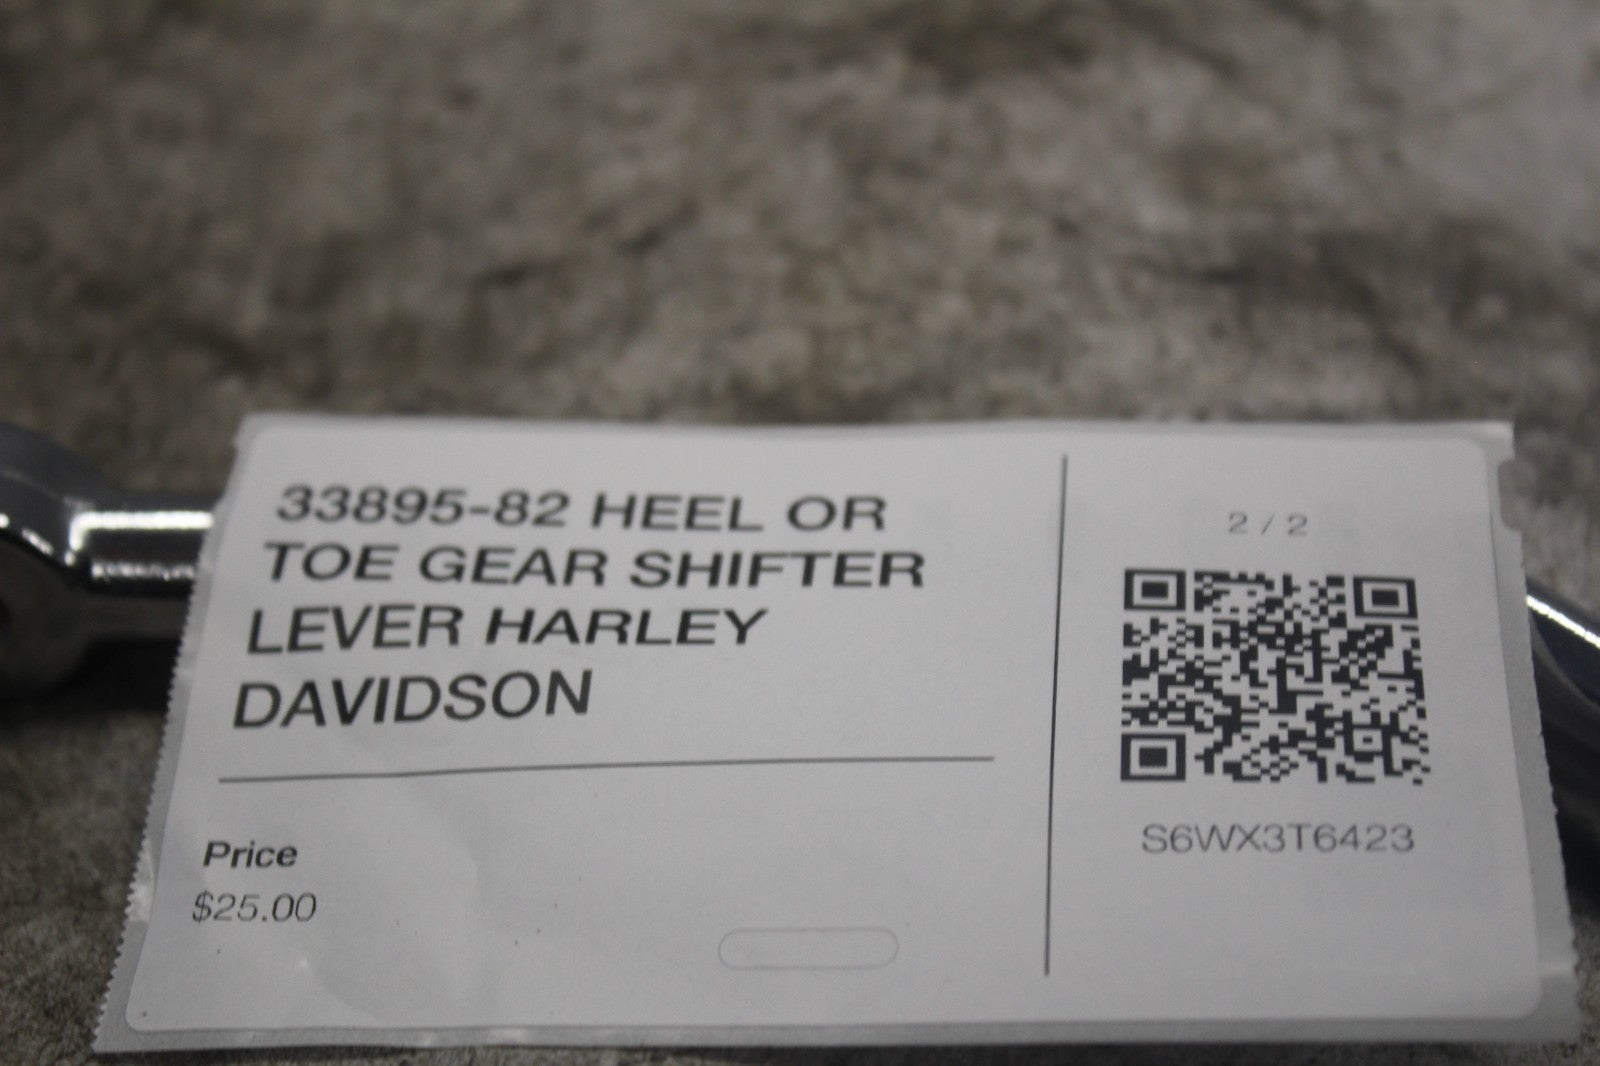 33895-82 HEEL OR
TOE GEAR SHIFTER
LEVER HARLEY
DAVIDSON
Price
$25.00
2 / 2
S6WX3T6423